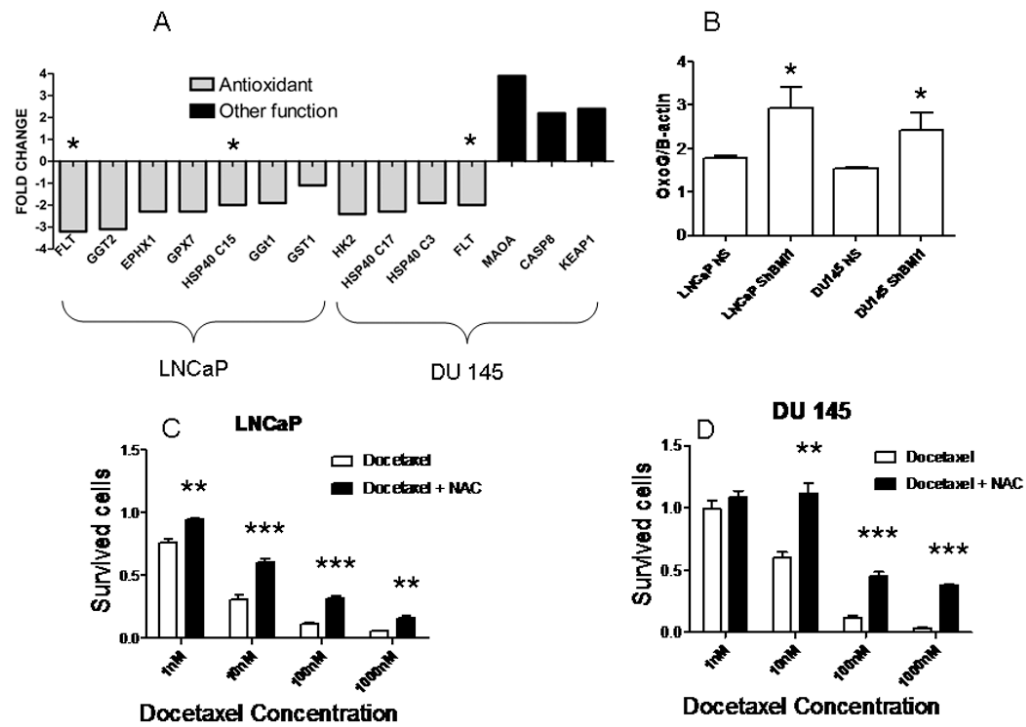 A
FOLD CHANGE
4
3
2
1
0
-1
-2
-3
-4
Antioxidant
Other function
*
*
*
FLT
GGT2
EPHX1
GPX7
HSP40 C15
GGt1
GST1
HK2
HSP40 C17
HSP40 C3
FLT
MAOA
CASP8
KEAP1
LNCaP
DU 145
B
OxoG/B-actin
4
3
2
1
0
*
*
LNCaP NS
LNCaP ShBMI1
DU145 NS
DU145 ShBMI1
C
LNCaP
Survived cells
1.5
1.0
0.5
0.0
Docetaxel
Docetaxel + NAC
**
***
***
**
1nM
10nM
100nM
1000nM
Docetaxel Concentration
D
DU 145
Survived cells
1.5
1.0
0.5
0.0
Docetaxel
Docetaxel + NAC
**
***
***
1nM
10nM
100nM
1000nM
Docetaxel Concentration